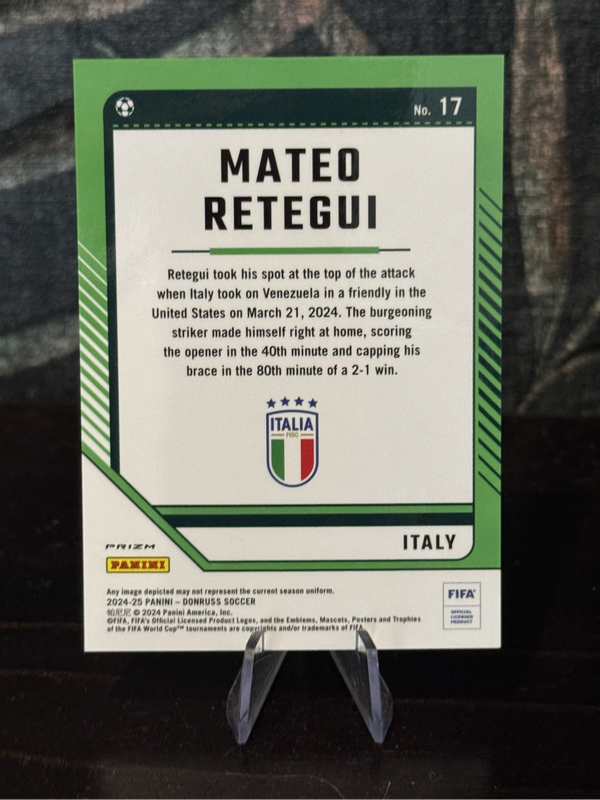 No. 17
MATEO
RETEGUI
Retegui took his spot at the top of the attack
when Italy took on Venezuela in a friendly in the
United States on March 21, 2024. The burgeoning
striker made himself right at home, scoring
the opener in the 40th minute and capping his
brace in the 80th minute of a 2-1 win.
ITALIA
FIGC
ITALY
PRIZM
PANINI
Any image depicted may not represent the current season uniform.
2024-25 PANINI – DONRUSS SOCCER
帕尼尼 © 2024 Panini America, Inc.
©FIFA, FIFA's Official Licensed Product Logos, and the Emblems, Mascots, Posters and Trophies
of the FIFA World Cup™ tournaments are copyrights and/or trademarks of FIFA.
FIFA
OFFICIAL
LICENSED
PRODUCT